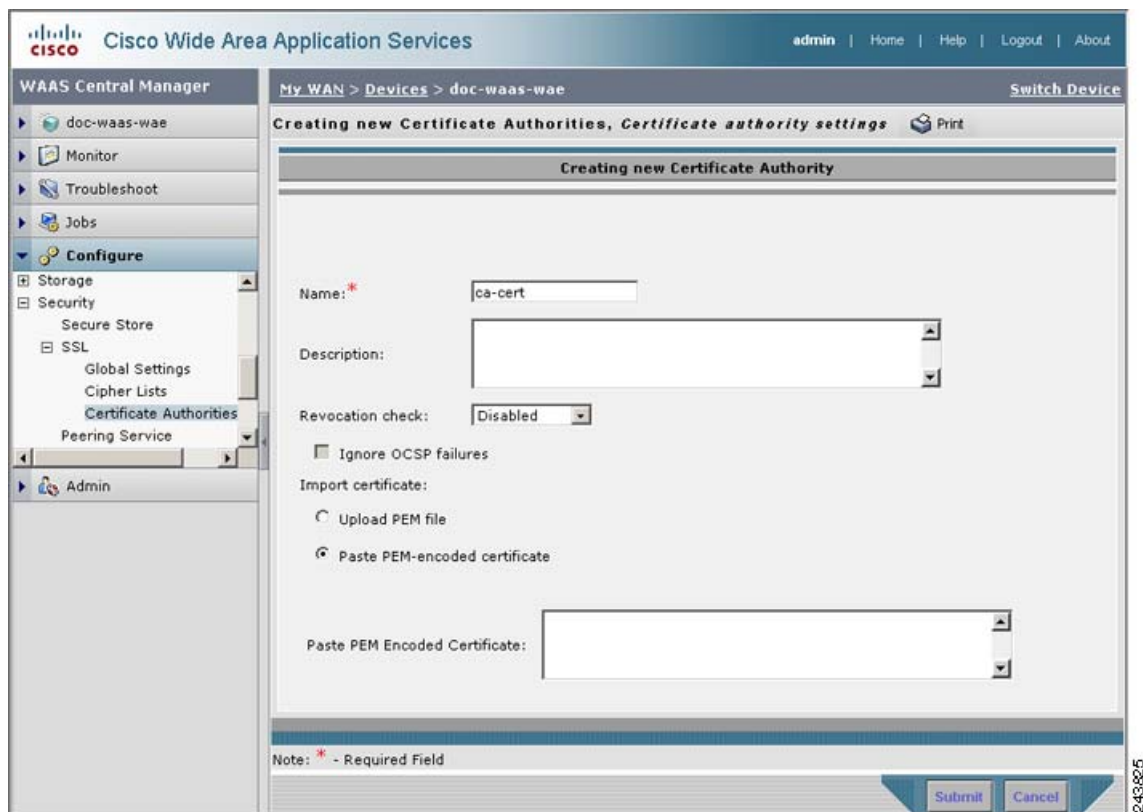 CISCO
Cisco Wide Area Application Services
admin | Home | Help | Logout | About
WAAS Central Manager
doc-waas-wae
Monitor
Troubleshoot
Jobs
Configure
Storage
Security
Secure Store
SSL
Global Settings
Cipher Lists
Certificate Authorities
Peering Service
Admin
My WAN > Devices > doc-waas-wae
Switch Device
Creating new Certificate Authorities, Certificate authority settings
Print
Creating new Certificate Authority
Name:*
ca-cert
Description:
Revocation check:
Disabled
Ignore OCSP failures
Import certificate:
Upload PEM file
Paste PEM-encoded certificate
Paste PEM Encoded Certificate:
Note: * - Required Field
Submit
Cancel
243825